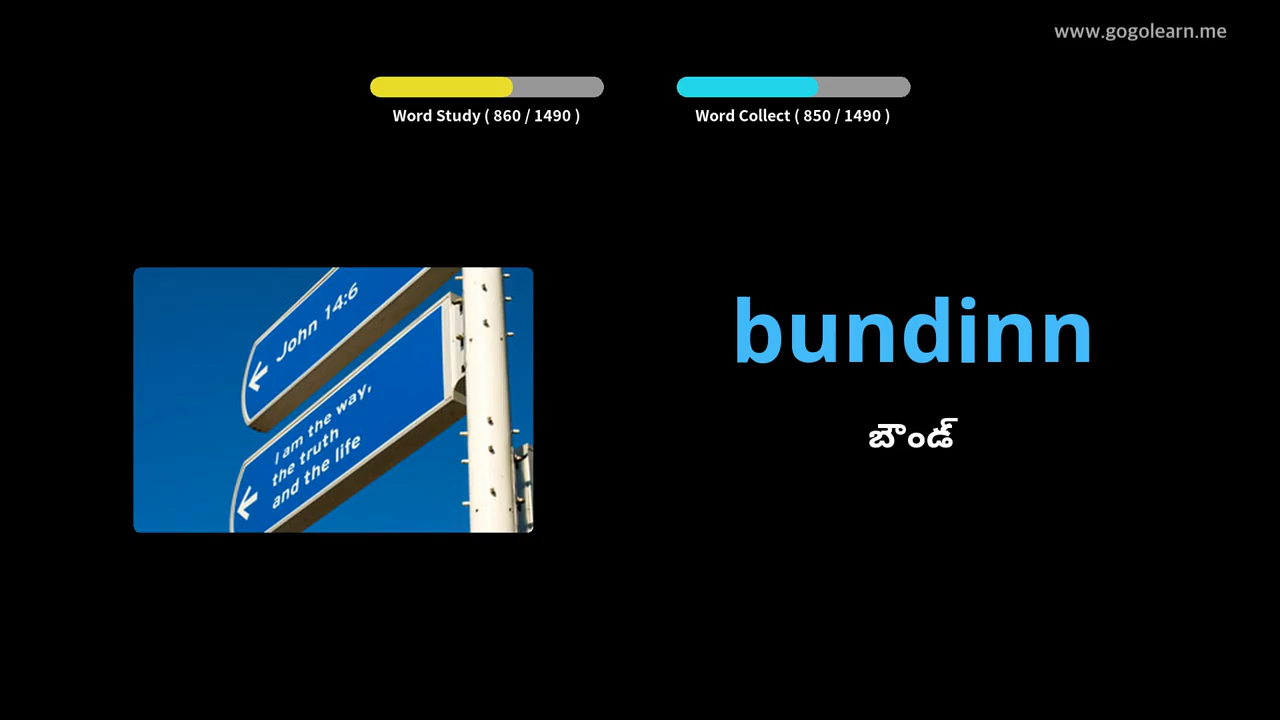 www.gogolearn.me
Word Study ( 860 / 1490 )
Word Collect ( 850 / 1490 )
John 14:6
I am the way,
the truth
and the life
bundinn
బౌండ్